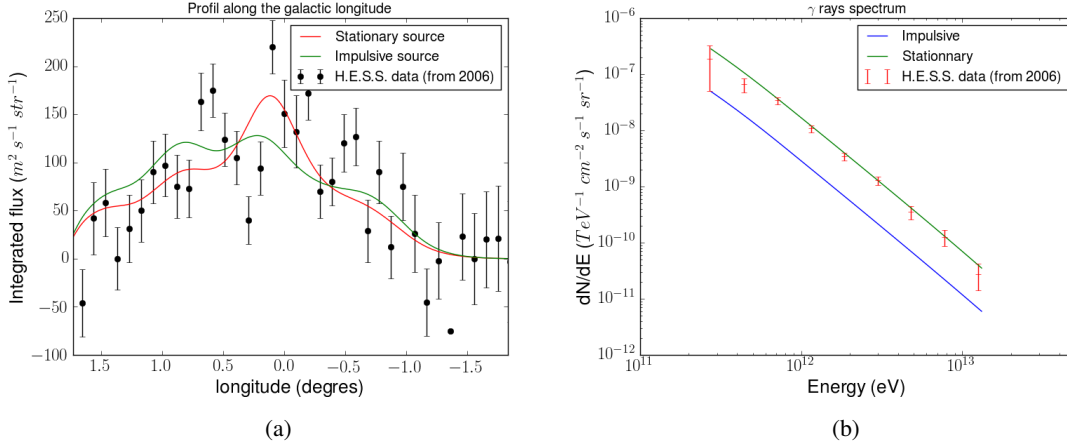 Profil along the galactic longitude
Stationary source
Impulsive source
H.E.S.S. data (from 2006)
250
200
150
100
50
0
−50
−100
Integrated flux (m² s⁻¹ str⁻¹)
1.5 1.0 0.5 0.0 −0.5 −1.0 −1.5
longitude (degres)
(a)
γ rays spectrum
Impulsive
Stationnary
H.E.S.S. data (from 2006)
10⁻⁶
10⁻⁷
10⁻⁸
10⁻⁹
10⁻¹⁰
10⁻¹¹
10⁻¹²
dN/dE (TeV⁻¹ cm⁻² s⁻¹ sr⁻¹)
10¹¹ 10¹² 10¹³
Energy (eV)
(b)